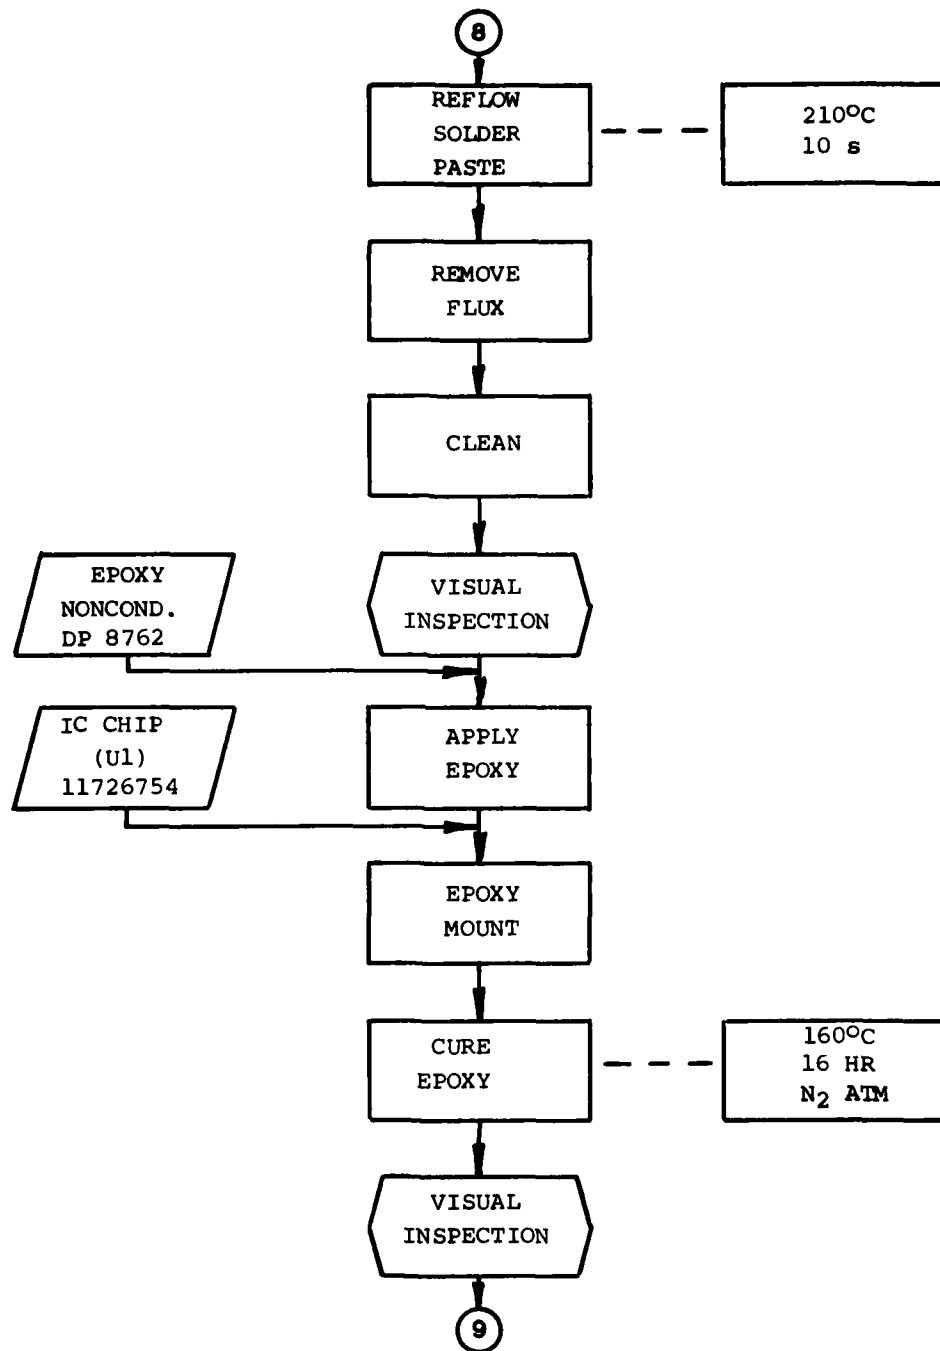 8
REFLOW
SOLDER
PASTE
210°C
10 s
REMOVE
FLUX
CLEAN
EPOXY
NONCOND.
DP 8762
VISUAL
INSPECTION
IC CHIP
(U1)
11726754
APPLY
EPOXY
EPOXY
MOUNT
CURE
EPOXY
160°C
16 HR
N₂ ATM
VISUAL
INSPECTION
9